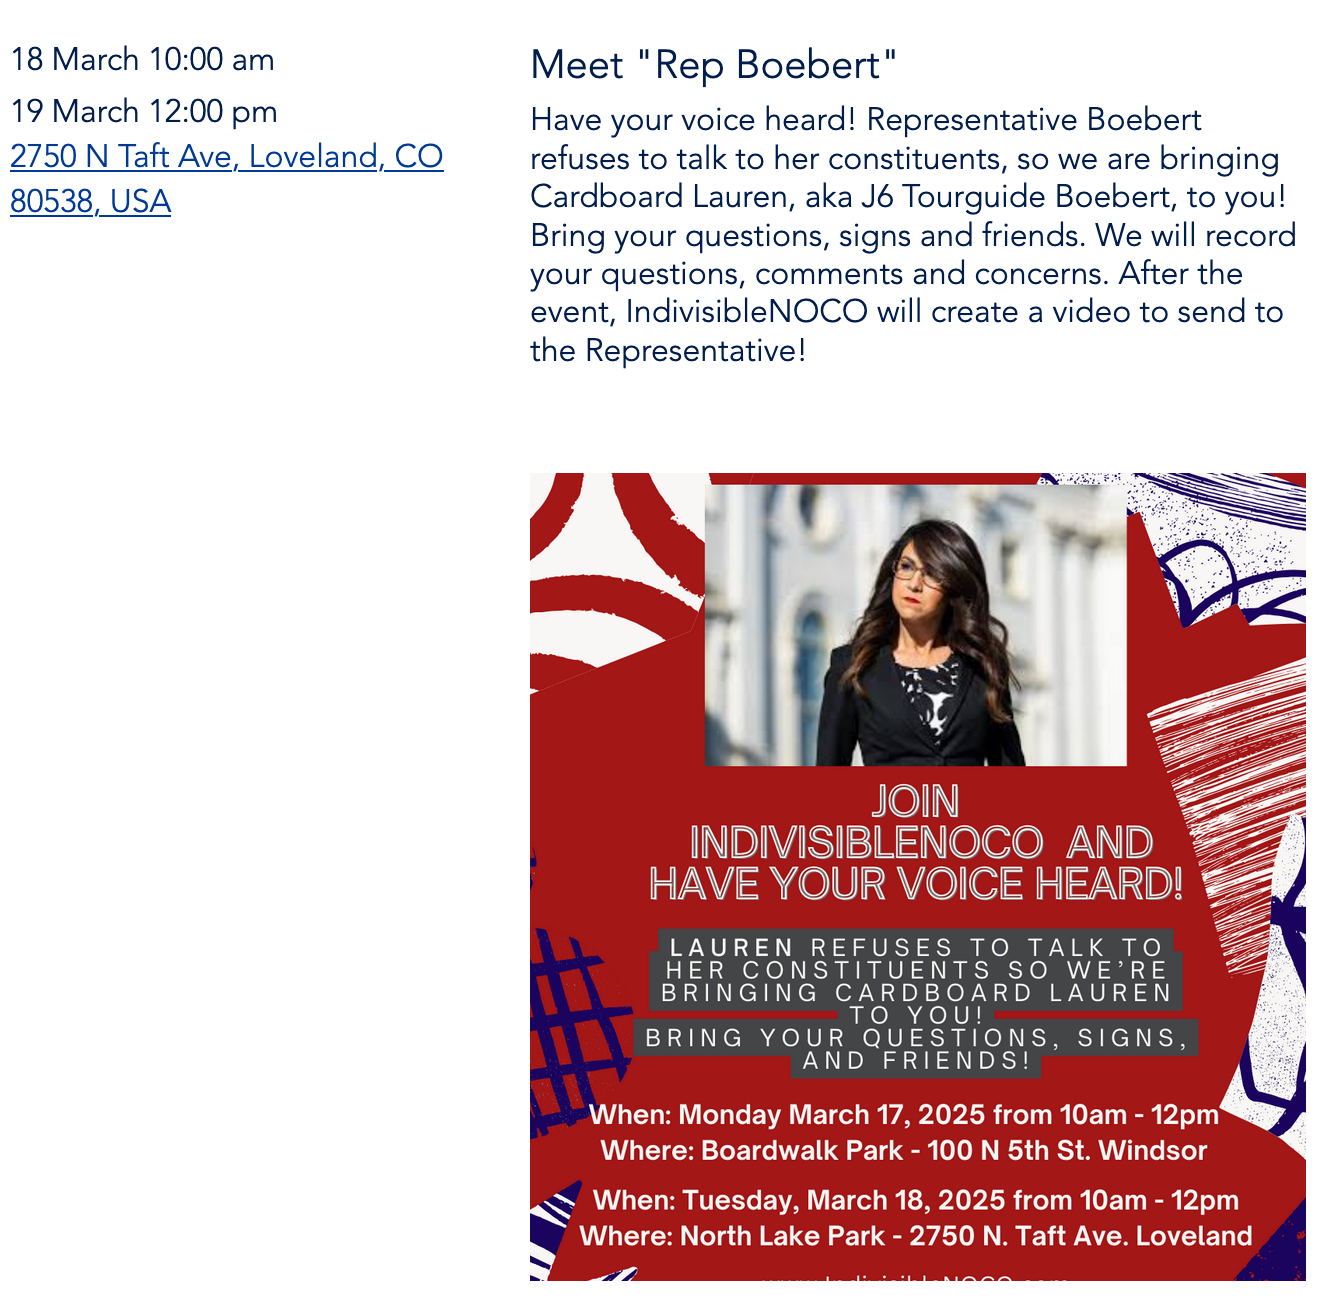 18 March 10:00 am
19 March 12:00 pm
2750 N Taft Ave, Loveland, CO
80538, USA
Meet "Rep Boebert"
Have your voice heard! Representative Boebert
refuses to talk to her constituents, so we are bringing
Cardboard Lauren, aka J6 Tourguide Boebert, to you!
Bring your questions, signs and friends. We will record
your questions, comments and concerns. After the
event, IndivisibleNOCO will create a video to send to
the Representative!
JOIN
INDIVISIBLENOCO AND
HAVE YOUR VOICE HEARD!
LAUREN REFUSES TO TALK TO
HER CONSTITUENTS SO WE'RE
BRINGING CARDBOARD LAUREN
TO YOU!
BRING YOUR QUESTIONS, SIGNS,
AND FRIENDS!
When: Monday March 17, 2025 from 10am - 12pm
Where: Boardwalk Park - 100 N 5th St. Windsor
When: Tuesday, March 18, 2025 from 10am - 12pm
Where: North Lake Park - 2750 N. Taft Ave. Loveland
www.IndivisibleNOCO.com